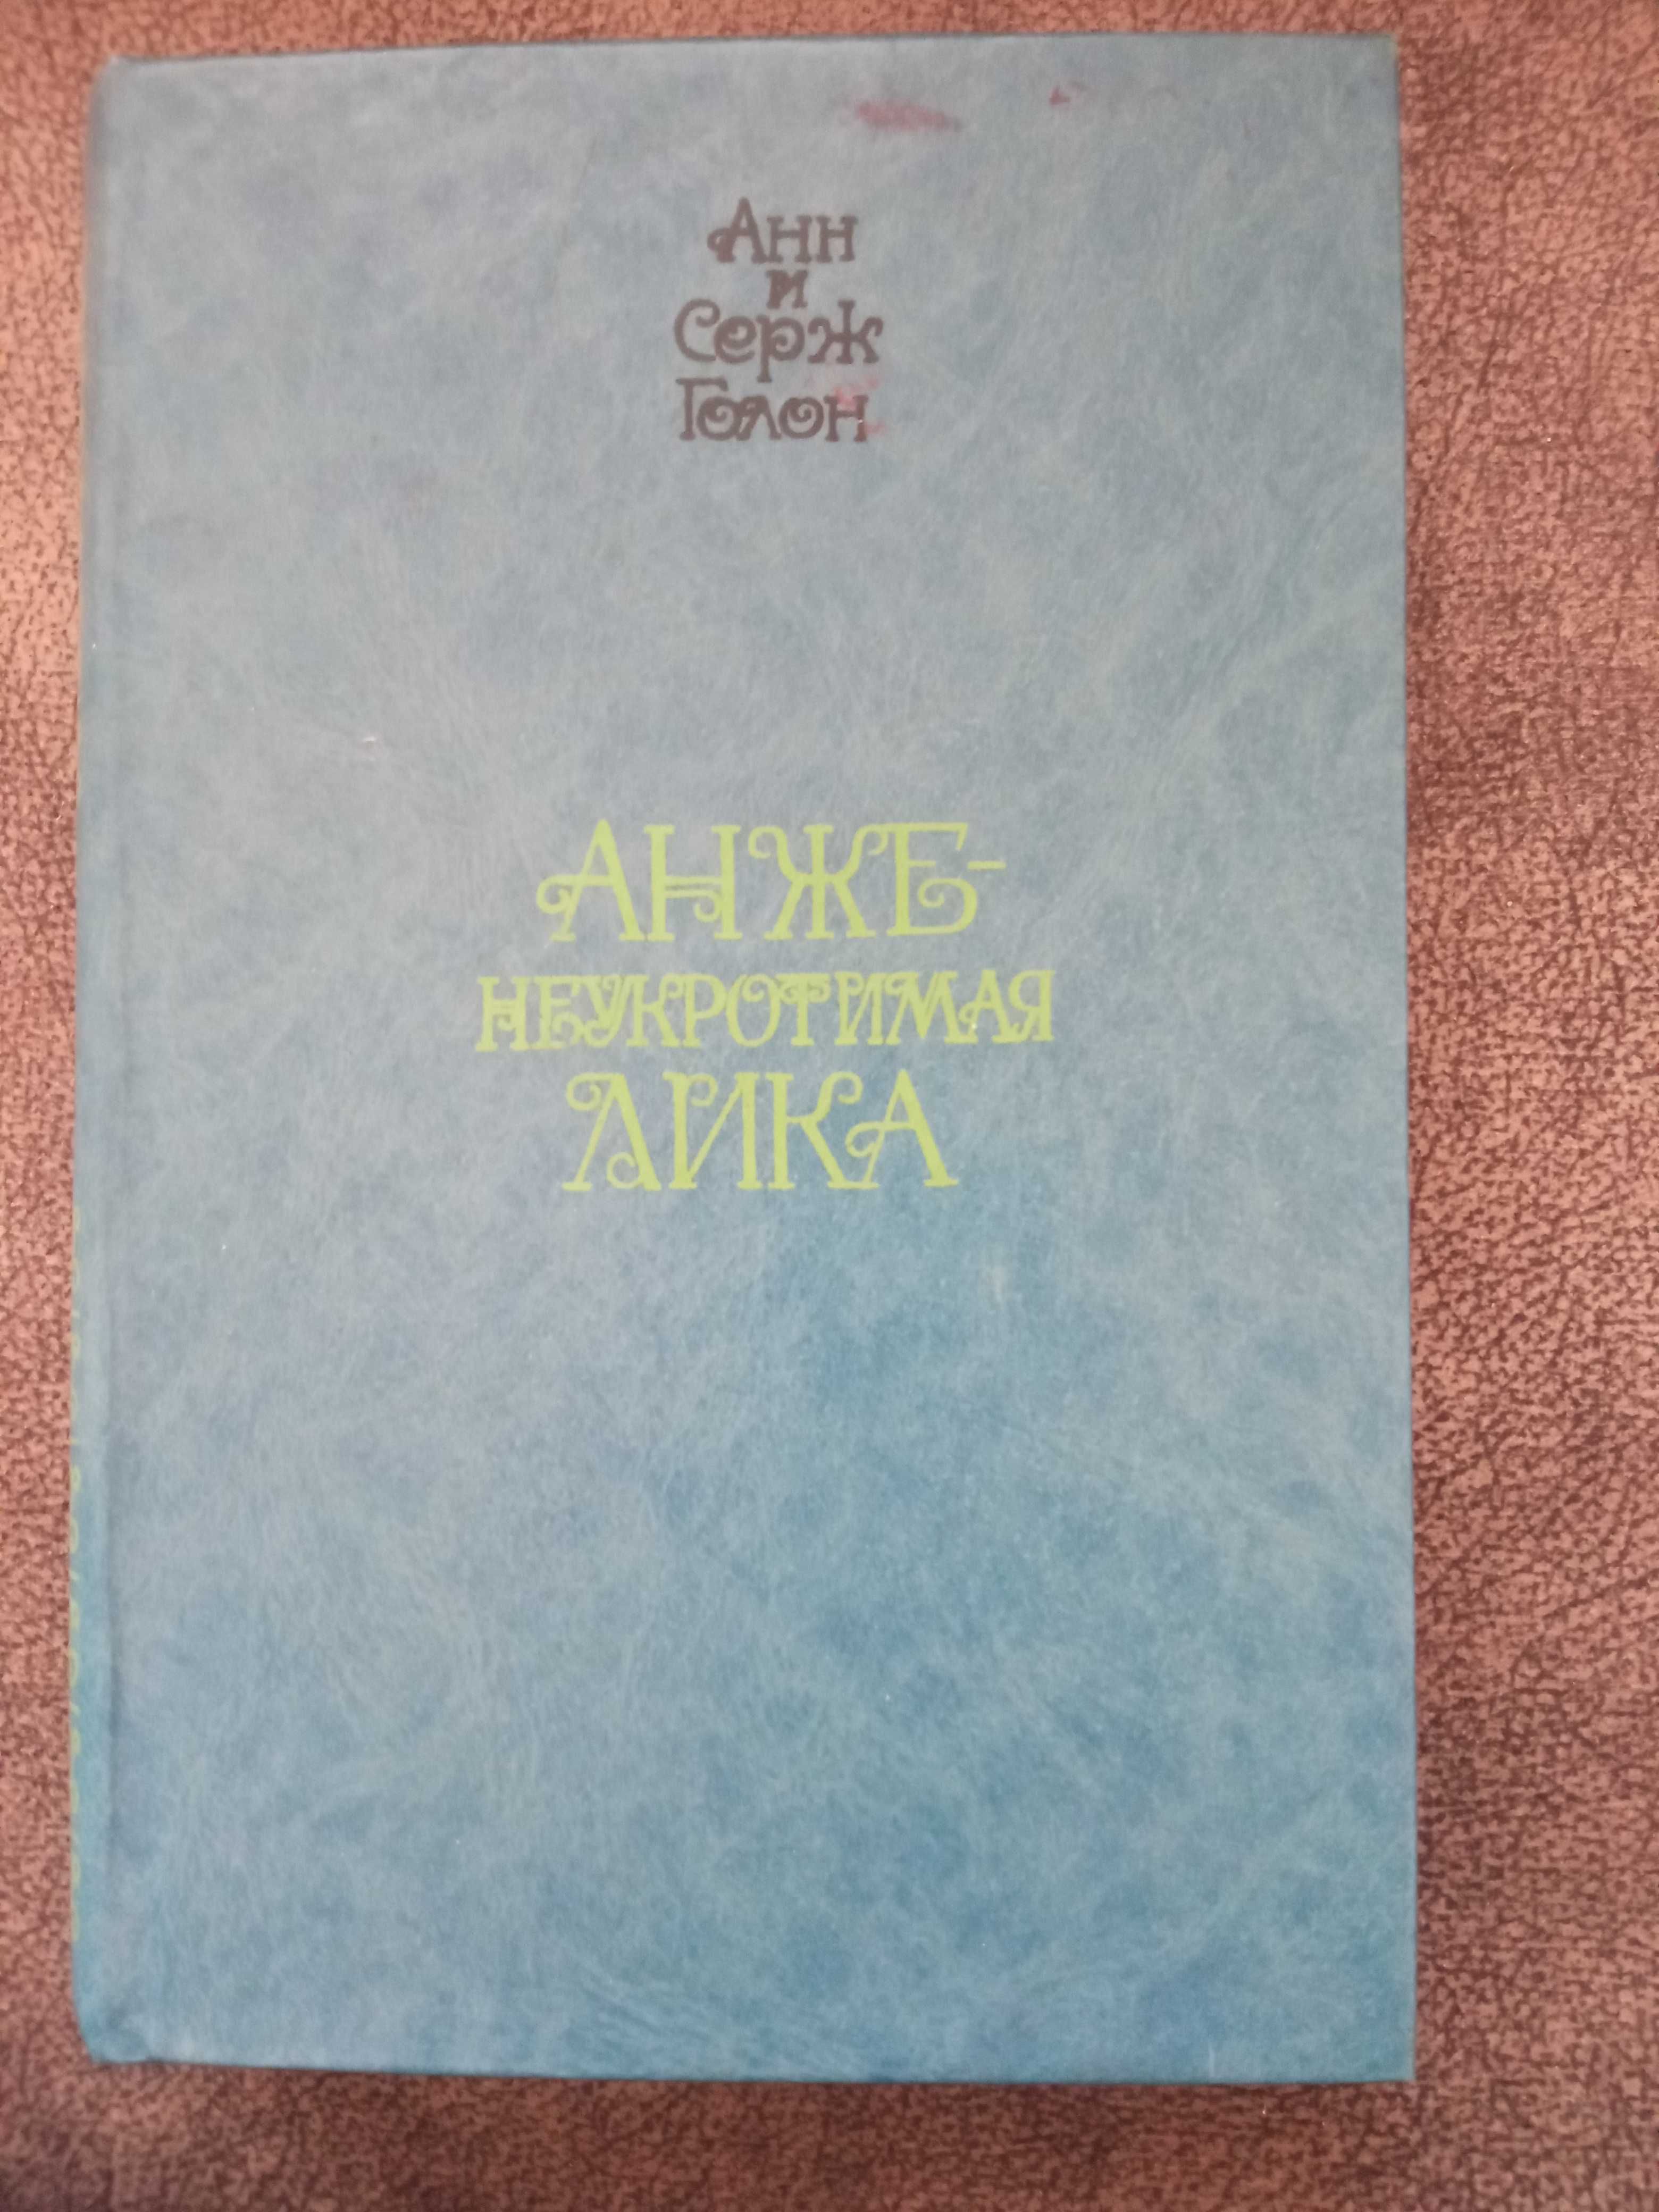 Анн
и
Серж
Голон
АНЖЕ-
НЕУКРОТИМАЯ
ЛИКА